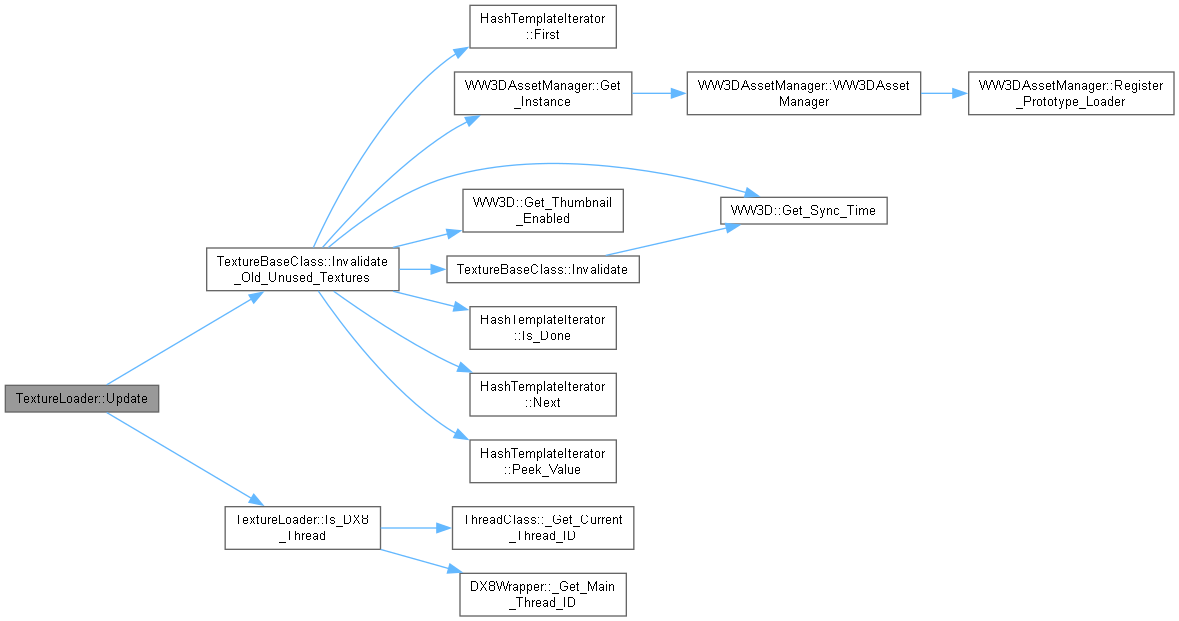 HashTemplateIterator
::First
WW3DAssetManager::Get
_Instance
WW3DAssetManager::WW3DAsset
Manager
WW3DAssetManager::Register
_Prototype_Loader
WW3D::Get_Thumbnail
_Enabled
WW3D::Get_Sync_Time
TextureBaseClass::Invalidate
_Old_Unused_Textures
TextureBaseClass::Invalidate
HashTemplateIterator
::Is_Done
HashTemplateIterator
::Next
TextureLoader::Update
HashTemplateIterator
::Peek_Value
TextureLoader::Is_DX8
_Thread
ThreadClass::_Get_Current
_Thread_ID
DX8Wrapper::_Get_Main
_Thread_ID